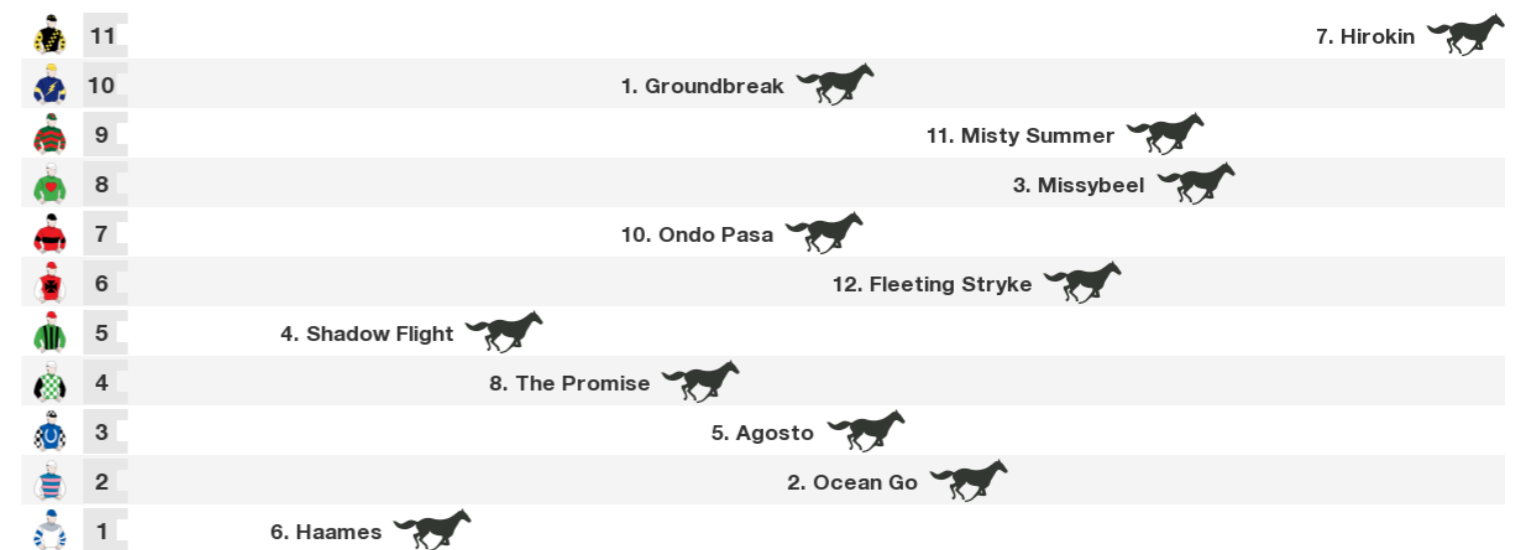 11 7. Hirokin
10 1. Groundbreak
9 11. Misty Summer
8 3. Missybeel
7 10. Ondo Pasa
6 12. Fleeting Stryke
5 4. Shadow Flight
4 8. The Promise
3 5. Agosto
2 2. Ocean Go
1 6. Haames